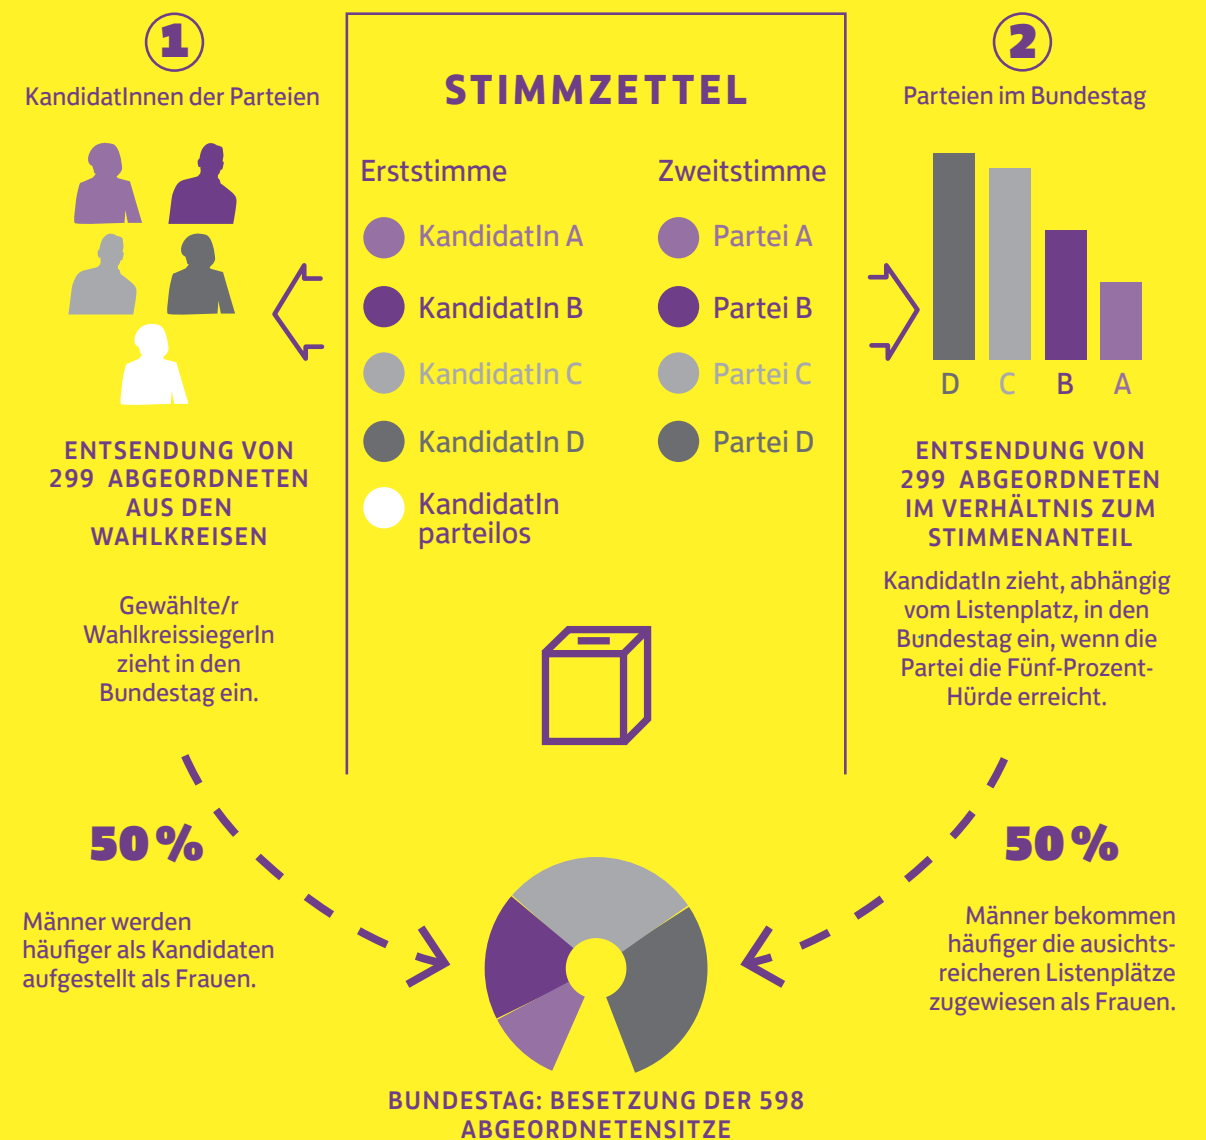 1
KandidatInnen der Parteien
ENTSENDUNG VON
299 ABGEORDNETEN
AUS DEN
WAHLKREISEN
Gewählte/r
WahlkreissiegerIn
zieht in den
Bundestag ein.
50 %
Männer werden
häufiger als Kandidaten
aufgestellt als Frauen.
STIMMZETTEL
Erststimme
KandidatIn A
KandidatIn B
KandidatIn C
KandidatIn D
KandidatIn
parteilos
Zweitstimme
Partei A
Partei B
Partei C
Partei D
2
Parteien im Bundestag
D C B A
ENTSENDUNG VON
299 ABGEORDNETEN
IM VERHÄLTNIS ZUM
STIMMENANTEIL
KandidatIn zieht, abhängig
vom Listenplatz, in den
Bundestag ein, wenn die
Partei die Fünf-Prozent-
Hürde erreicht.
50 %
Männer bekommen
häufiger die ausichts-
reicheren Listenplätze
zugewiesen als Frauen.
BUNDESTAG: BESETZUNG DER 598
ABGEORDNETENSITZE